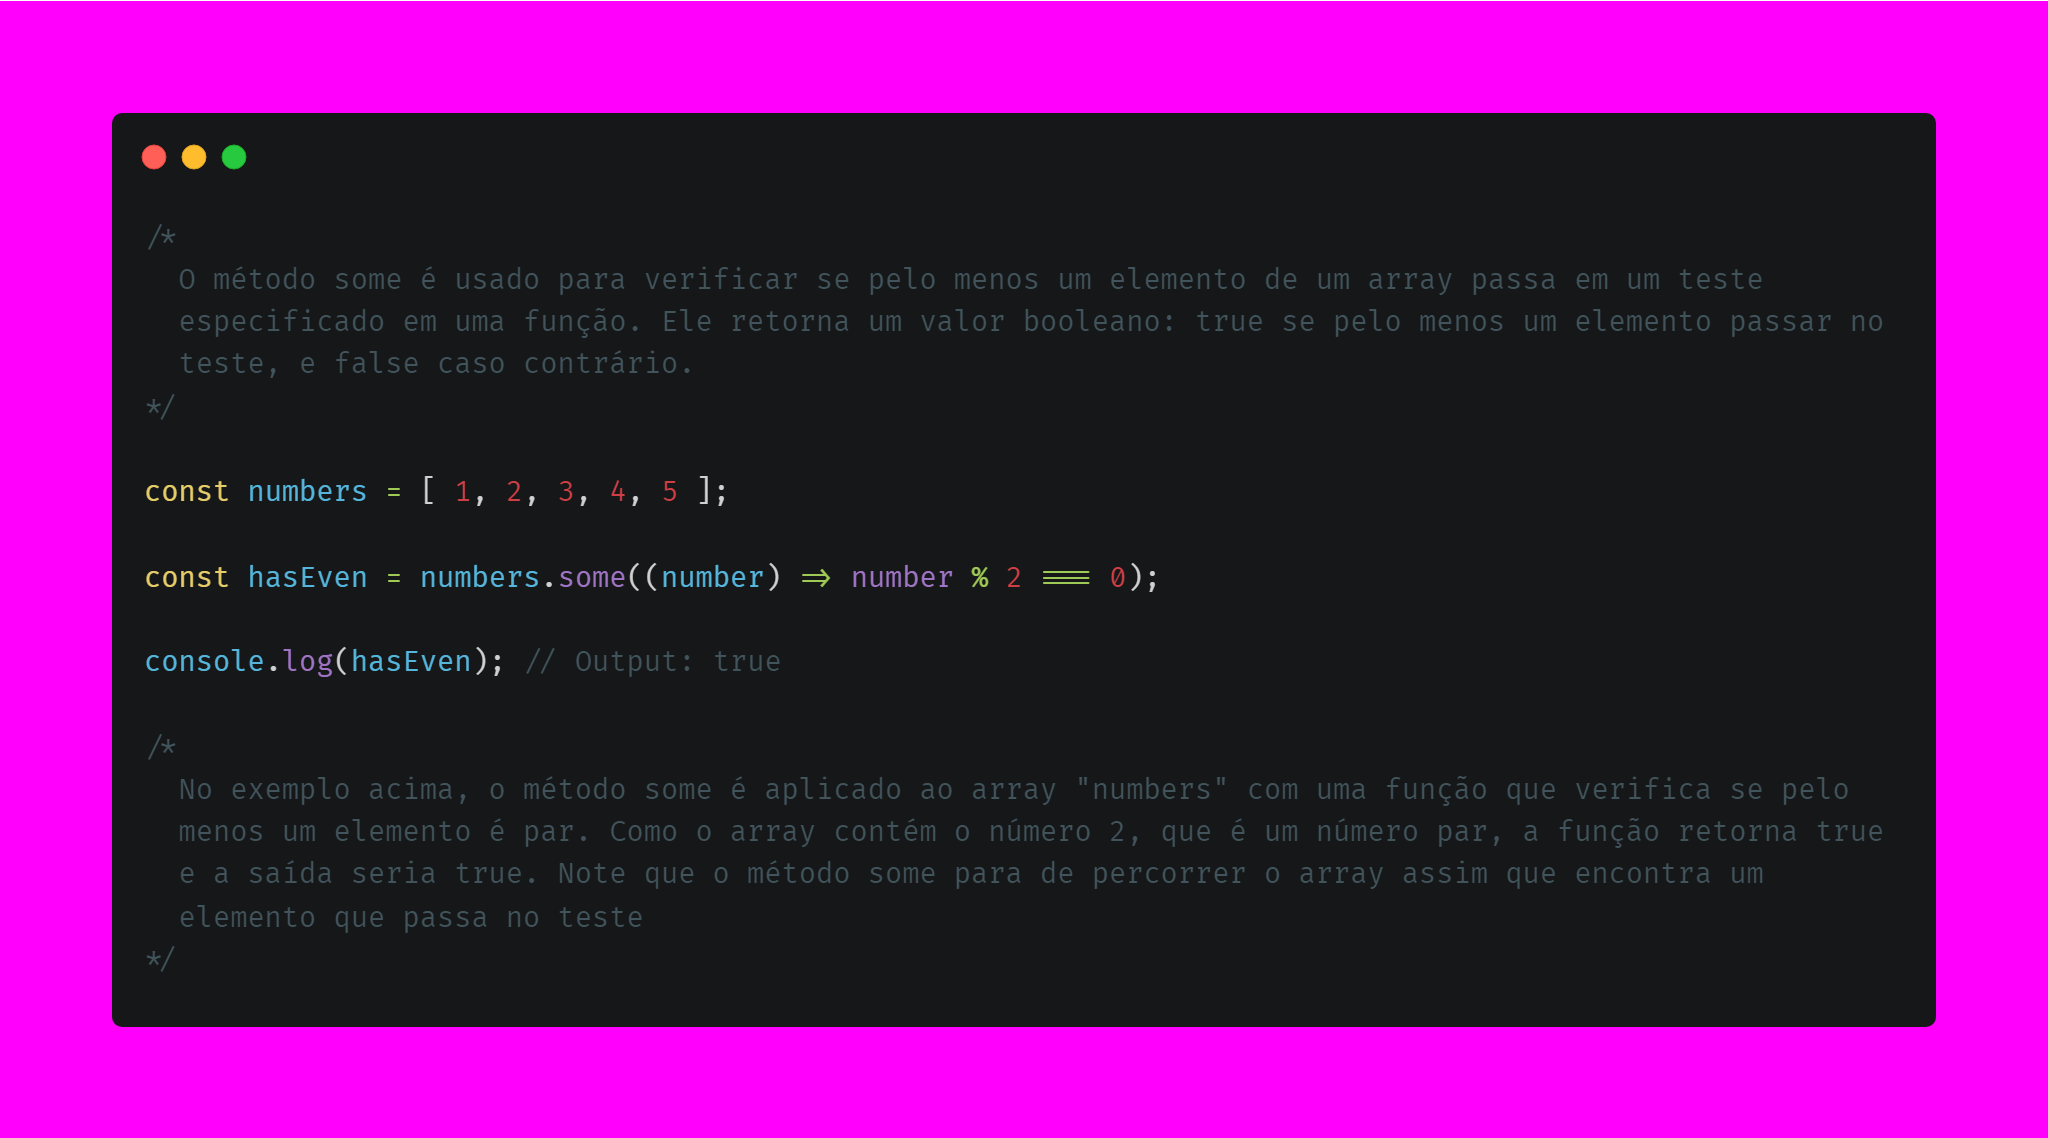 /*
  O método some é usado para verificar se pelo menos um elemento de um array passa em um teste
  especificado em uma função. Ele retorna um valor booleano: true se pelo menos um elemento passar no
  teste, e false caso contrário.
*/
const numbers = [ 1, 2, 3, 4, 5 ];
const hasEven = numbers.some((number) => number % 2 === 0);
console.log(hasEven); // Output: true
/*
  No exemplo acima, o método some é aplicado ao array "numbers" com uma função que verifica se pelo
  menos um elemento é par. Como o array contém o número 2, que é um número par, a função retorna true
  e a saída seria true. Note que o método some para de percorrer o array assim que encontra um
  elemento que passa no teste
*/